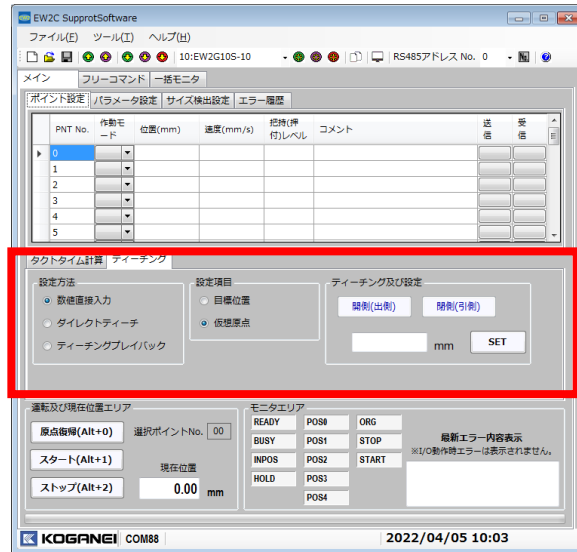 EW2C SupprotSoftware
ファイル(F) ツール(T) ヘルプ(H)
10:EW2G10S-10 RS485アドレス No. 0
メイン フリーコマンド 一括モニタ
ポイント設定 パラメータ設定 サイズ検出設定 エラー履歴
PNT No. 作動モード 位置(mm) 速度(mm/s) 把持(押付)レベル コメント 送信 受信
0
1
2
3
4
5
タクトタイム計算 ティーチング
設定方法 設定項目 ティーチング及び設定
数値直接入力 目標位置 開側(出側) 閉側(引側)
ダイレクトティーチ 仮想原点
ティーチングプレイバック mm SET
運転及び現在位置エリア モニタエリア
原点復帰(Alt+0) 選択ポイントNo. 00 READY POS0 ORG
BUSY POS1 STOP 最新エラー内容表示
スタート(Alt+1) 現在位置 INPOS POS2 START ※I/O動作時エラーは表示されません。
ストップ(Alt+2) 0.00 mm HOLD POS3
POS4
KOGANEI COM88 2022/04/05 10:03